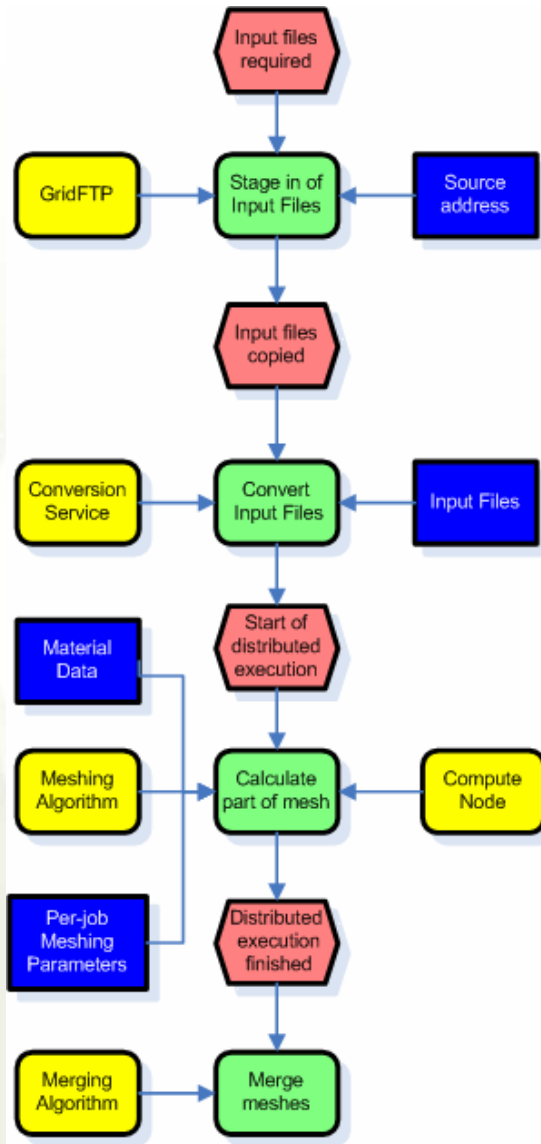 Input files
required
GridFTP
Stage in of
Input Files
Source
address
Input files
copied
Conversion
Service
Convert
Input Files
Input Files
Start of
distributed
execution
Material
Data
Meshing
Algorithm
Calculate
part of mesh
Compute
Node
Per-job
Meshing
Parameters
Distributed
execution
finished
Merging
Algorithm
Merge
meshes